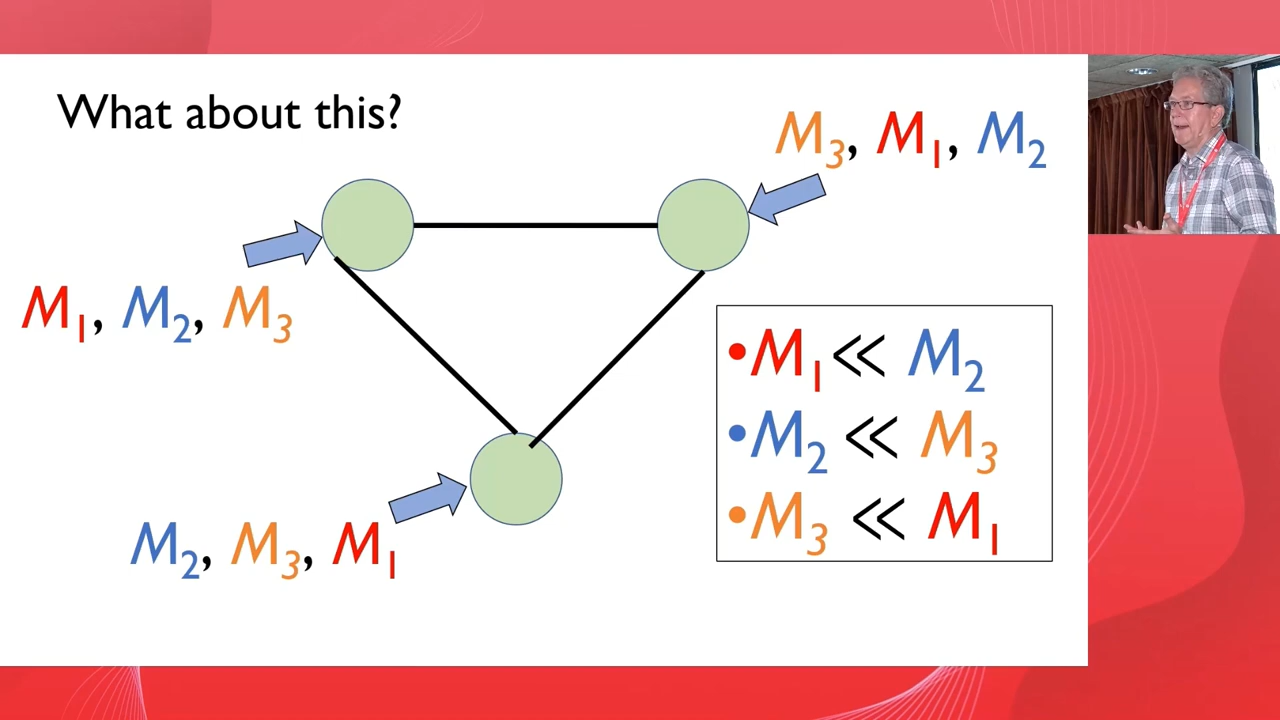 What about this?
M3, M1, M2
M1, M2, M3
•M1 ≪ M2
•M2 ≪ M3
•M3 ≪ M1
M2, M3, M1